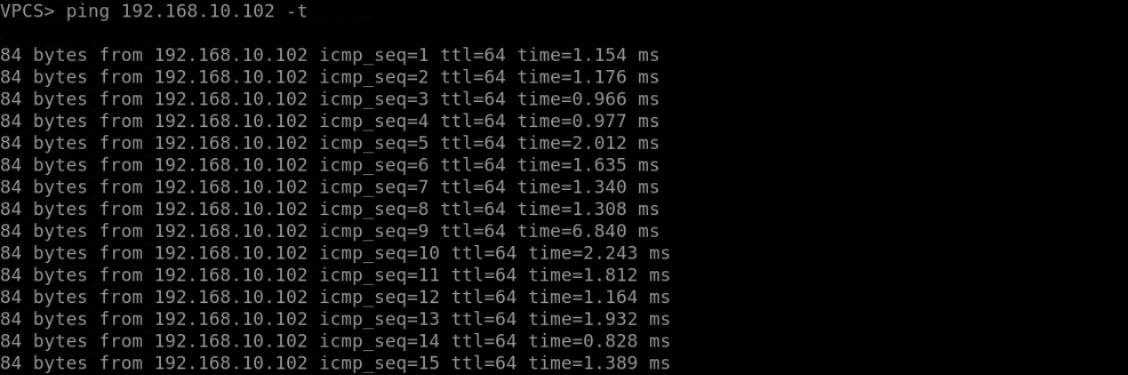 VPCS> ping 192.168.10.102 -t
84 bytes from 192.168.10.102 icmp_seq=1 ttl=64 time=1.154 ms
84 bytes from 192.168.10.102 icmp_seq=2 ttl=64 time=1.176 ms
84 bytes from 192.168.10.102 icmp_seq=3 ttl=64 time=0.966 ms
84 bytes from 192.168.10.102 icmp_seq=4 ttl=64 time=0.977 ms
84 bytes from 192.168.10.102 icmp_seq=5 ttl=64 time=2.012 ms
84 bytes from 192.168.10.102 icmp_seq=6 ttl=64 time=1.635 ms
84 bytes from 192.168.10.102 icmp_seq=7 ttl=64 time=1.340 ms
84 bytes from 192.168.10.102 icmp_seq=8 ttl=64 time=1.308 ms
84 bytes from 192.168.10.102 icmp_seq=9 ttl=64 time=6.840 ms
84 bytes from 192.168.10.102 icmp_seq=10 ttl=64 time=2.243 ms
84 bytes from 192.168.10.102 icmp_seq=11 ttl=64 time=1.812 ms
84 bytes from 192.168.10.102 icmp_seq=12 ttl=64 time=1.164 ms
84 bytes from 192.168.10.102 icmp_seq=13 ttl=64 time=1.932 ms
84 bytes from 192.168.10.102 icmp_seq=14 ttl=64 time=0.828 ms
84 bytes from 192.168.10.102 icmp_seq=15 ttl=64 time=1.389 ms